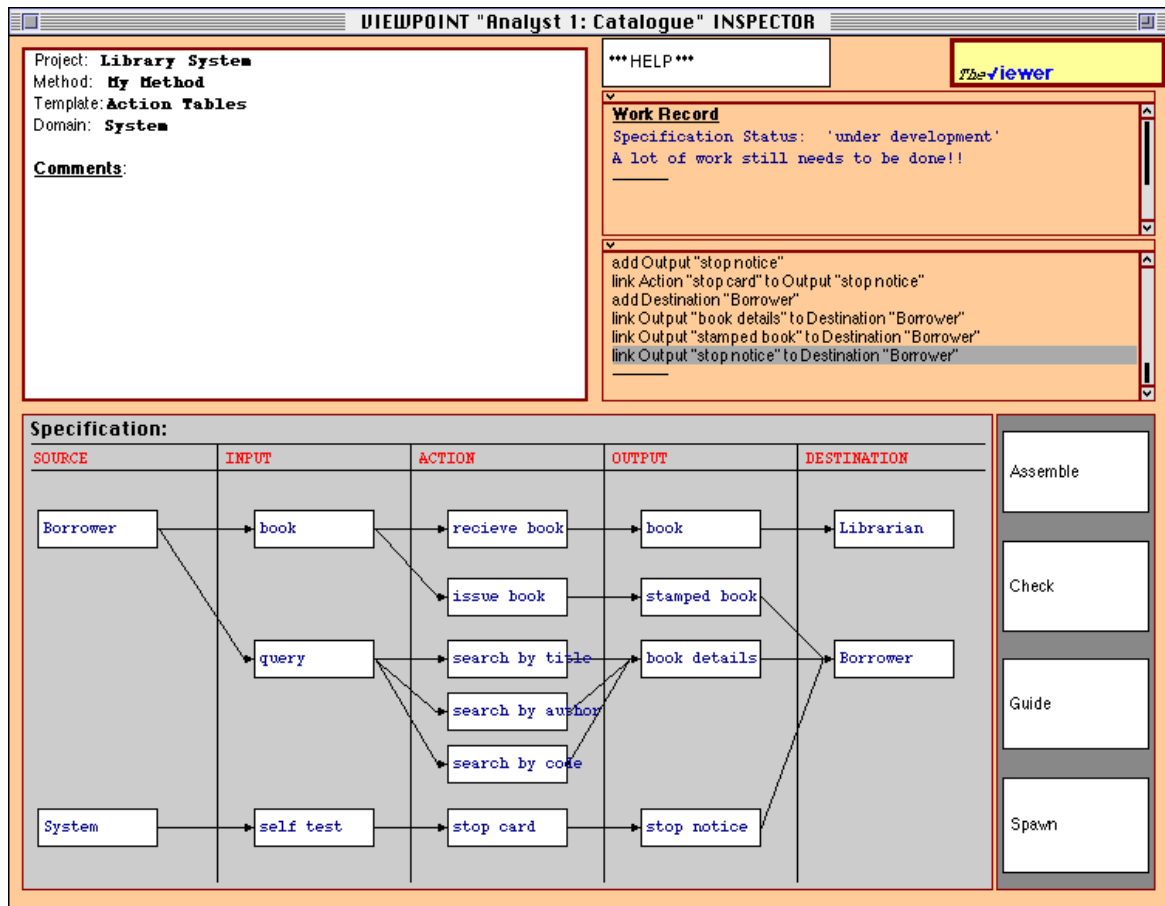 VIEWPOINT "Analyst 1: Catalogue" INSPECTOR
Project: Library System
Method: My Method
Template: Action Tables
Domain: System
Comments:
*** HELP ***
The Viewer
Work Record
Specification Status: 'under development'
A lot of work still needs to be done!!
add Output "stop notice"
link Action "stop card" to Output "stop notice"
add Destination "Borrower"
link Output "book details" to Destination "Borrower"
link Output "stamped book" to Destination "Borrower"
link Output "stop notice" to Destination "Borrower"
Specification:
SOURCE INPUT ACTION OUTPUT DESTINATION
Borrower book recieve book book Librarian
issue book stamped book
query search by title book details Borrower
search by author
search by code
System self test stop card stop notice
Assemble
Check
Guide
Spawn